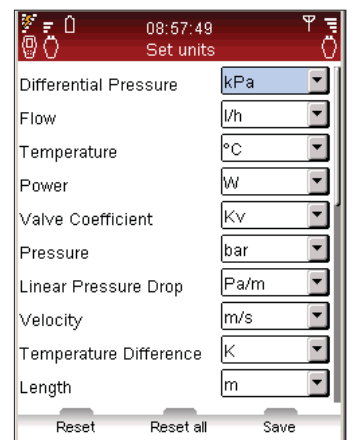 08:57:49
Set units
Differential Pressure kPa
Flow l/h
Temperature °C
Power W
Valve Coefficient Kv
Pressure bar
Linear Pressure Drop Pa/m
Velocity m/s
Temperature Difference K
Length m
Reset Reset all Save